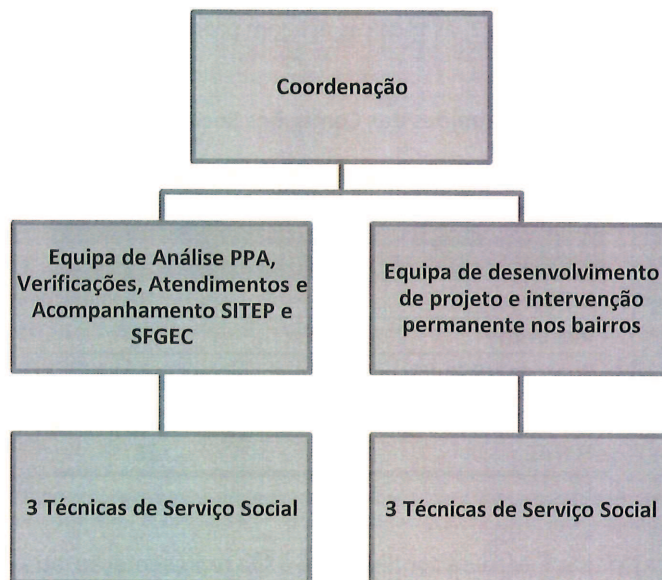 Coordenação
Equipa de Análise PPA,
Verificações, Atendimentos e
Acompanhamento SITEP e
SFGEC
Equipa de desenvolvimento
de projeto e intervenção
permanente nos bairros
3 Técnicas de Serviço Social
3 Técnicas de Serviço Social